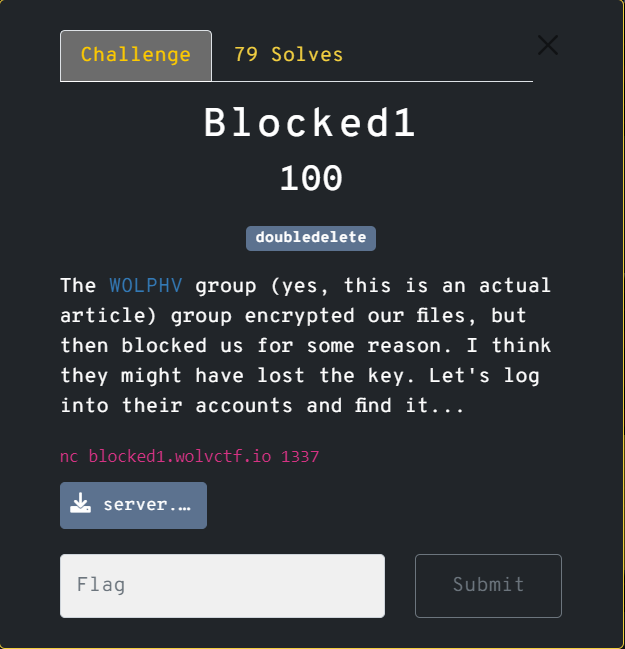 Challenge
79 Solves
Blocked1
100
doubledelete
The WOLPHV group (yes, this is an actual
article) group encrypted our files, but
then blocked us for some reason. I think
they might have lost the key. Let's log
into their accounts and find it...
nc blocked1.wolvctf.io 1337
server.…
Flag
Submit